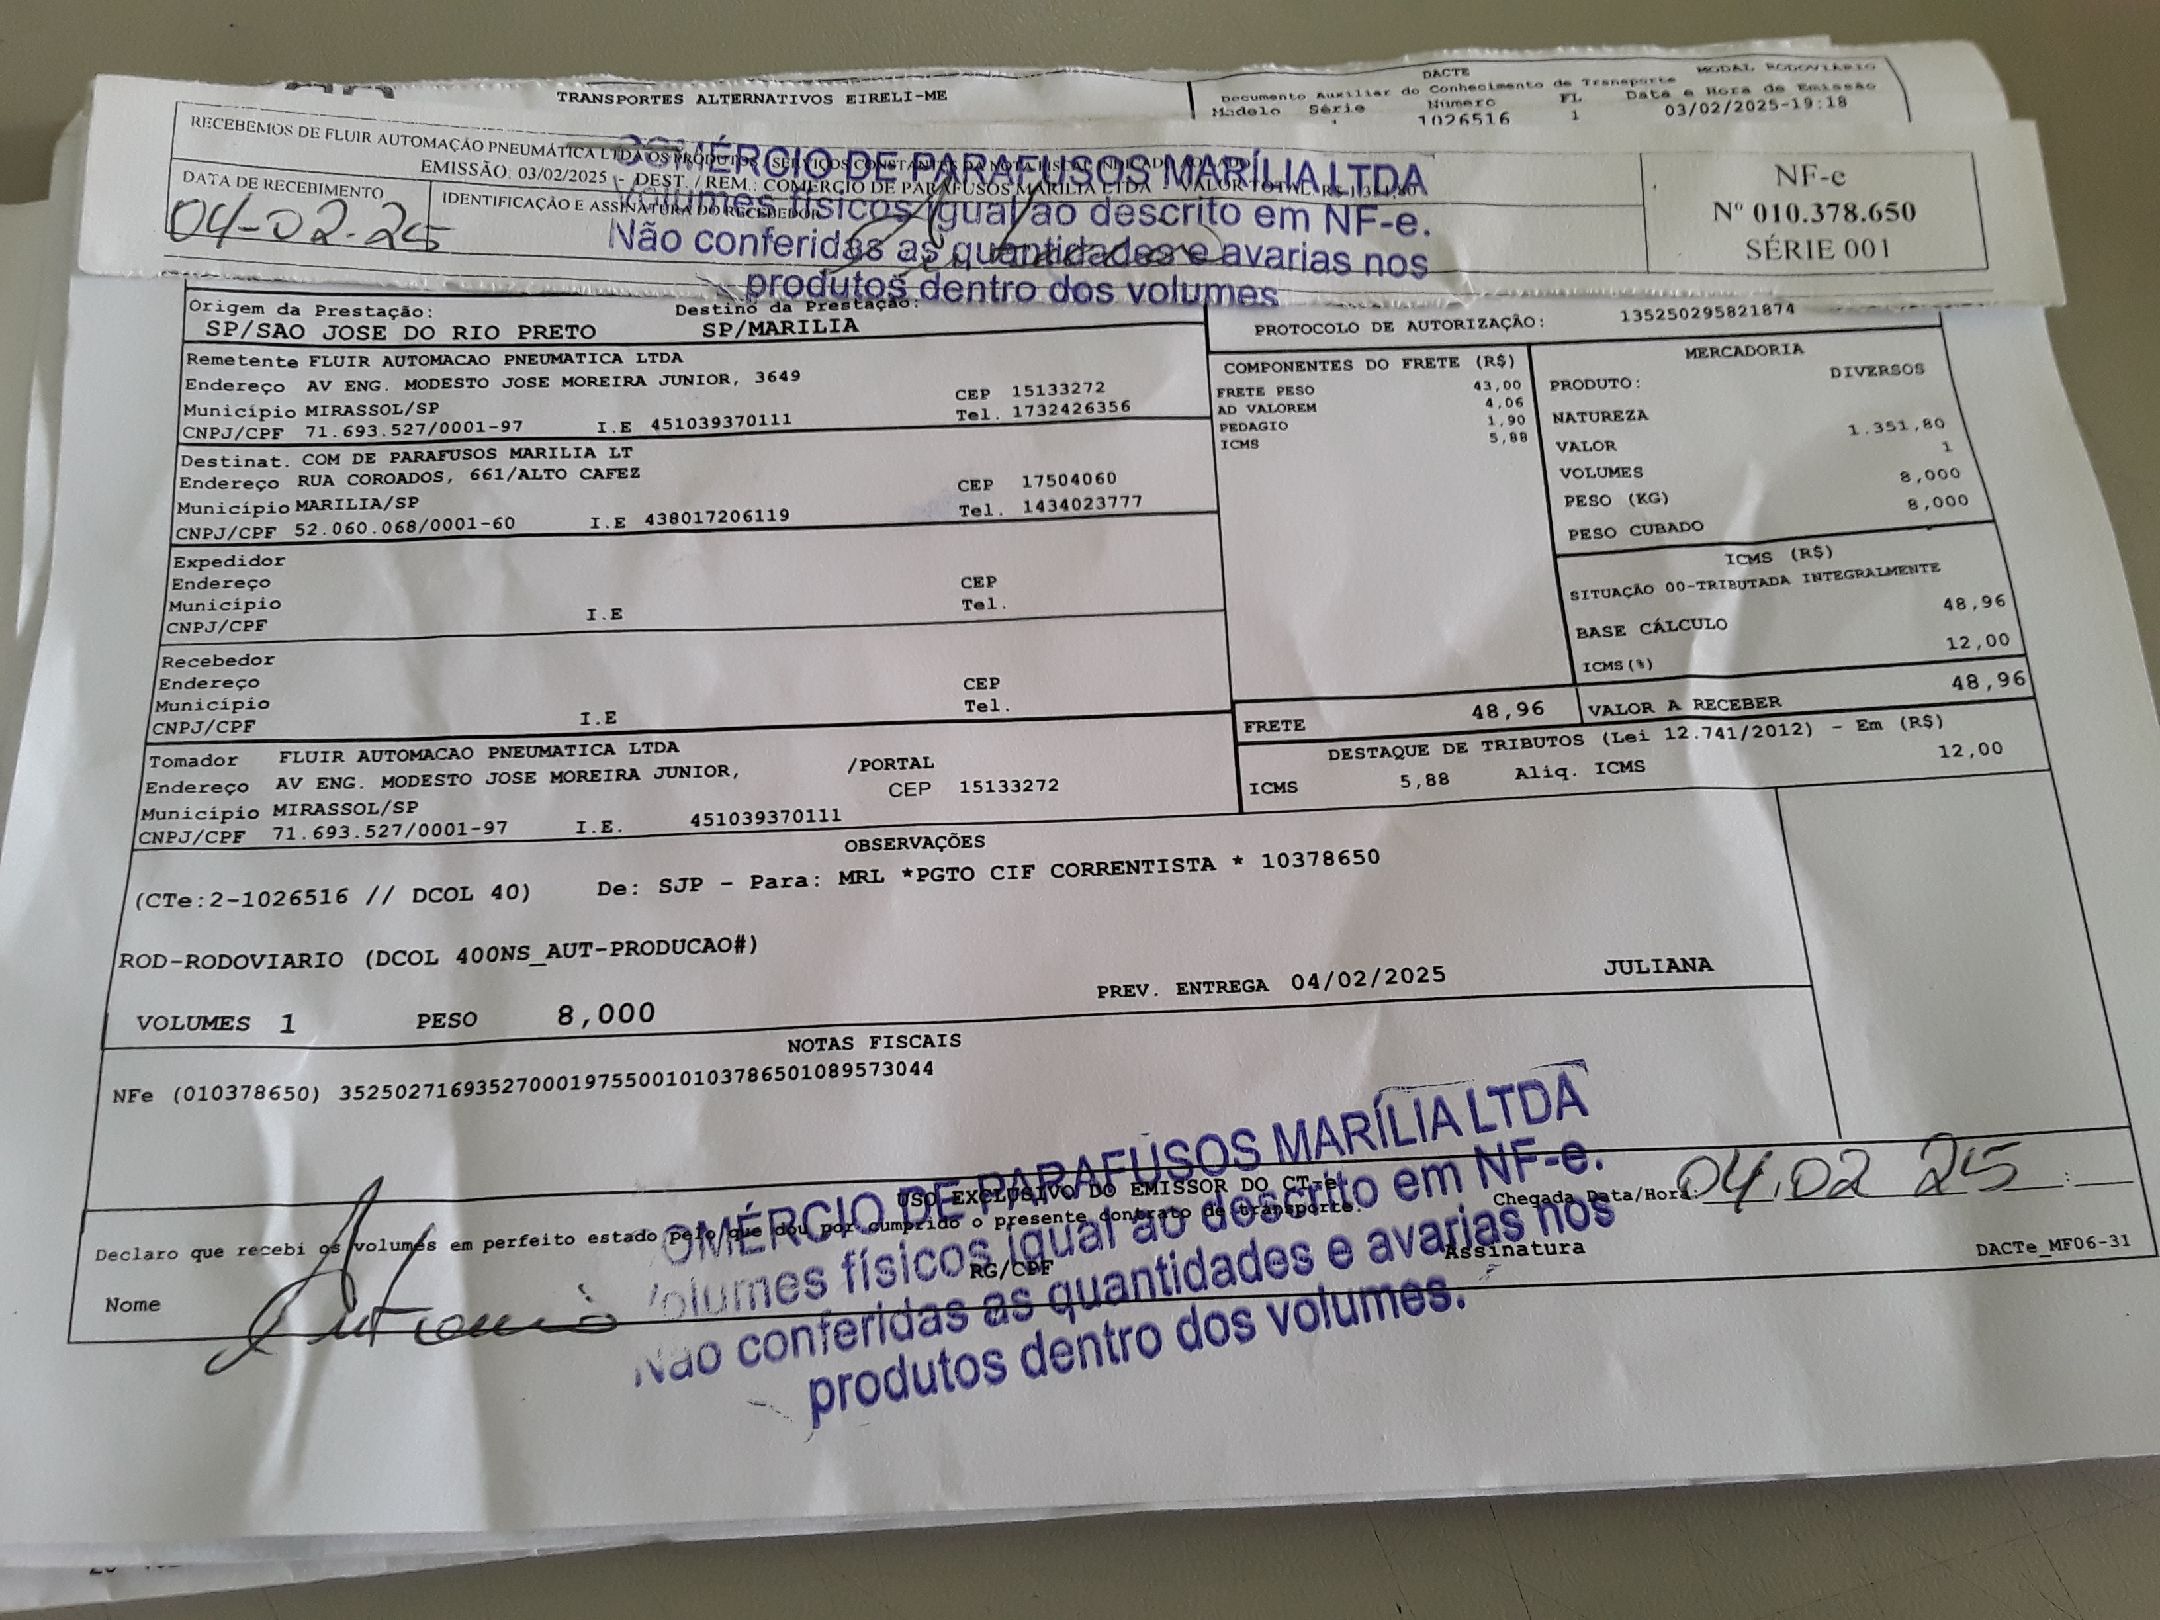 TRANSPORTES ALTERNATIVOS EIRELI-ME
DACTE
MODAL RODOVIÁRIO
Documento Auxiliar do Conhecimento de Transporte
Modelo Série Número FL Data e Hora de Emissão
1026516 1 03/02/2025-19:18
RECEBEMOS DE FLUIR AUTOMAÇÃO PNEUMÁTICA LTDA OS PRODUTOS / SERVIÇOS CONSTANTES DA NOTA FISCAL INDICADA AO LADO
EMISSÃO: 03/02/2025 - DEST. / REM.: COMERCIO DE PARAFUSOS MARILIA LTDA - VALOR TOTAL: R$ 1.351,80
DATA DE RECEBIMENTO
04-02-25
IDENTIFICAÇÃO E ASSINATURA DO RECEBEDOR
COMÉRCIO DE PARAFUSOS MARÍLIA LTDA
Volumes físicos igual ao descrito em NF-e.
Não conferidas as quantidades e avarias nos
produtos dentro dos volumes
NF-e
Nº 010.378.650
SÉRIE 001
Origem da Prestação:
SP/SAO JOSE DO RIO PRETO
Destino da Prestação:
SP/MARILIA
PROTOCOLO DE AUTORIZAÇÃO: 135250295821874
Remetente FLUIR AUTOMACAO PNEUMATICA LTDA
Endereço AV ENG. MODESTO JOSE MOREIRA JUNIOR, 3649
CEP 15133272
Município MIRASSOL/SP
Tel. 1732426356
CNPJ/CPF 71.693.527/0001-97 I.E 451039370111
Destinat. COM DE PARAFUSOS MARILIA LT
Endereço RUA COROADOS, 661/ALTO CAFEZ
CEP 17504060
Município MARILIA/SP
Tel. 1434023777
CNPJ/CPF 52.060.068/0001-60 I.E 438017206119
Expedidor
Endereço CEP
Município Tel.
CNPJ/CPF I.E
Recebedor
Endereço CEP
Município Tel.
CNPJ/CPF I.E
Tomador FLUIR AUTOMACAO PNEUMATICA LTDA
Endereço AV ENG. MODESTO JOSE MOREIRA JUNIOR, /PORTAL
CEP 15133272
Município MIRASSOL/SP
CNPJ/CPF 71.693.527/0001-97 I.E. 451039370111
COMPONENTES DO FRETE (R$)
FRETE PESO 43,00
AD VALOREM 4,06
PEDAGIO 1,90
ICMS 5,88
MERCADORIA
PRODUTO: DIVERSOS
NATUREZA
VALOR 1.351,80
VOLUMES 1
PESO (KG) 8,000
PESO CUBADO 8,000
ICMS (R$)
SITUAÇÃO 00-TRIBUTADA INTEGRALMENTE
BASE CÁLCULO 48,96
ICMS(%) 12,00
FRETE 48,96
VALOR A RECEBER 48,96
DESTAQUE DE TRIBUTOS (Lei 12.741/2012) - Em (R$)
ICMS 5,88 Aliq. ICMS 12,00
OBSERVAÇÕES
(CTe:2-1026516 // DCOL 40) De: SJP - Para: MRL *PGTO CIF CORRENTISTA * 10378650
ROD-RODOVIARIO (DCOL 400NS_AUT-PRODUCAO#)
VOLUMES 1 PESO 8,000 PREV. ENTREGA 04/02/2025 JULIANA
NOTAS FISCAIS
NFe (010378650) 35250271693527000197550010103786501089573044
USO EXCLUSIVO DO EMISSOR DO CT-e
Declaro que recebi os volumes em perfeito estado pelo que dou por cumprido o presente contrato de transporte.
Chegada Data/Hora: 04.02 25 :
Nome Antonio
RG/CPF
Assinatura
DACTe_MF06-31
COMÉRCIO DE PARAFUSOS MARÍLIA LTDA
Volumes físicos igual ao descrito em NF-e.
Não conferidas as quantidades e avarias nos
produtos dentro dos volumes.